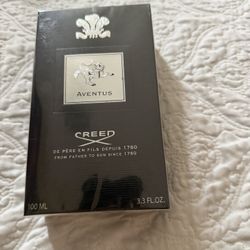 AVENTUS
CREED
DE PÈRE EN FILS DEPUIS 1760
FROM FATHER TO SON SINCE 1760
100 ML 3.3 FL.OZ.